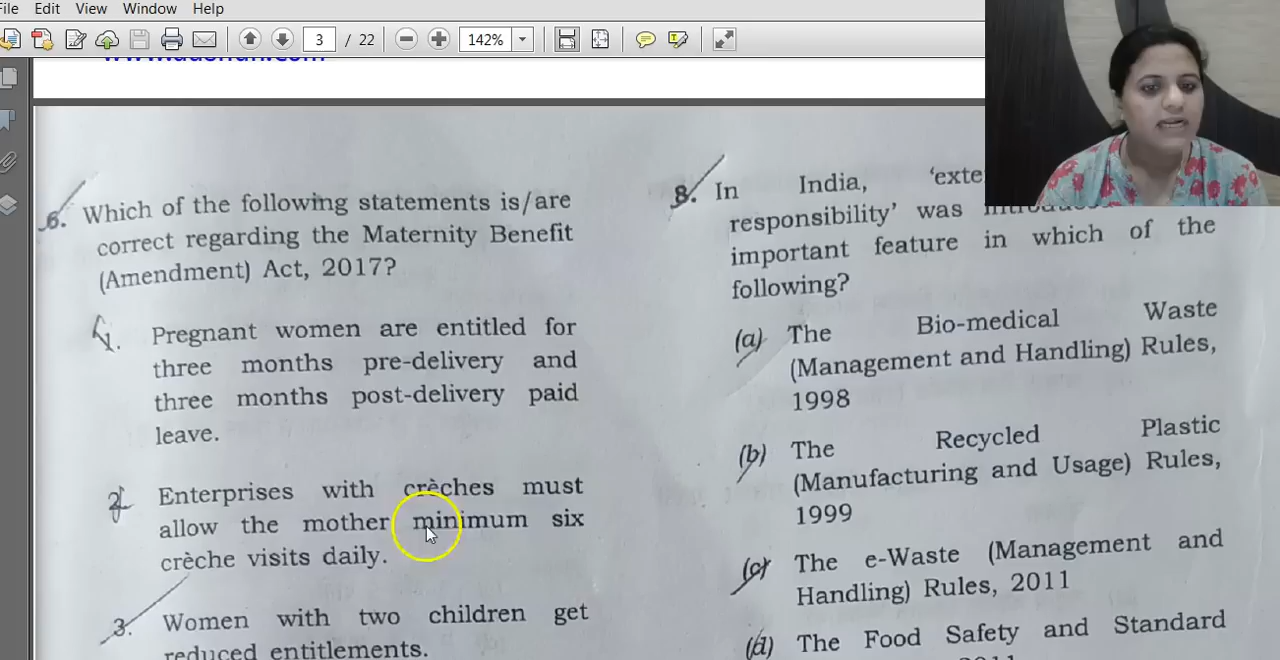 File Edit View Window Help
3 / 22 142%
6. Which of the following statements is/are
correct regarding the Maternity Benefit
(Amendment) Act, 2017?
1. Pregnant women are entitled for
three months pre-delivery and
three months post-delivery paid
leave.
2. Enterprises with crèches must
allow the mother minimum six
crèche visits daily.
3. Women with two children get
reduced entitlements.
8. In India, 'exte
responsibility' was
important feature in which of the
following?
(a) The Bio-medical Waste
(Management and Handling) Rules,
1998
(b) The Recycled Plastic
(Manufacturing and Usage) Rules,
1999
(c) The e-Waste (Management and
Handling) Rules, 2011
(d) The Food Safety and Standard